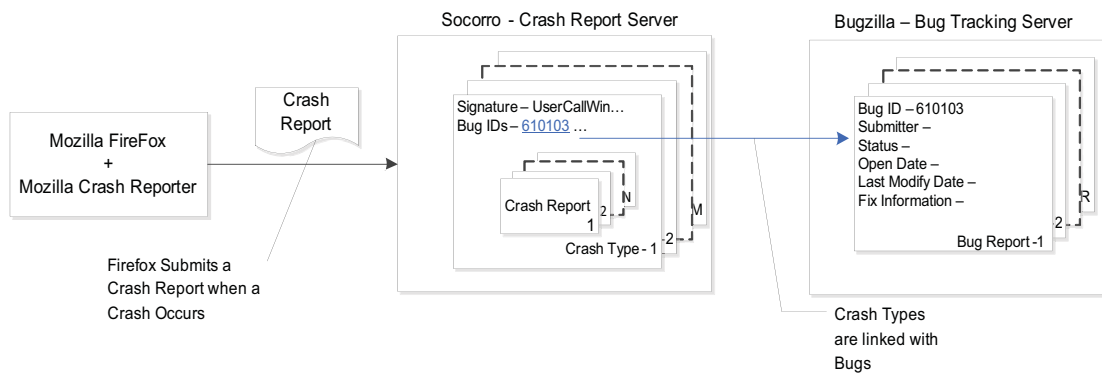 Socorro - Crash Report Server
Bugzilla – Bug Tracking Server
Mozilla FireFox
+
Mozilla Crash Reporter
Crash
Report
Signature – UserCallWin…
Bug IDs – 610103 …
Crash Report
1
2
N
Crash Type - 1
-2
M
Bug ID – 610103
Submitter –
Status –
Open Date –
Last Modify Date –
Fix Information –
Bug Report -1
-2
R
Firefox Submits a
Crash Report when a
Crash Occurs
Crash Types
are linked with
Bugs